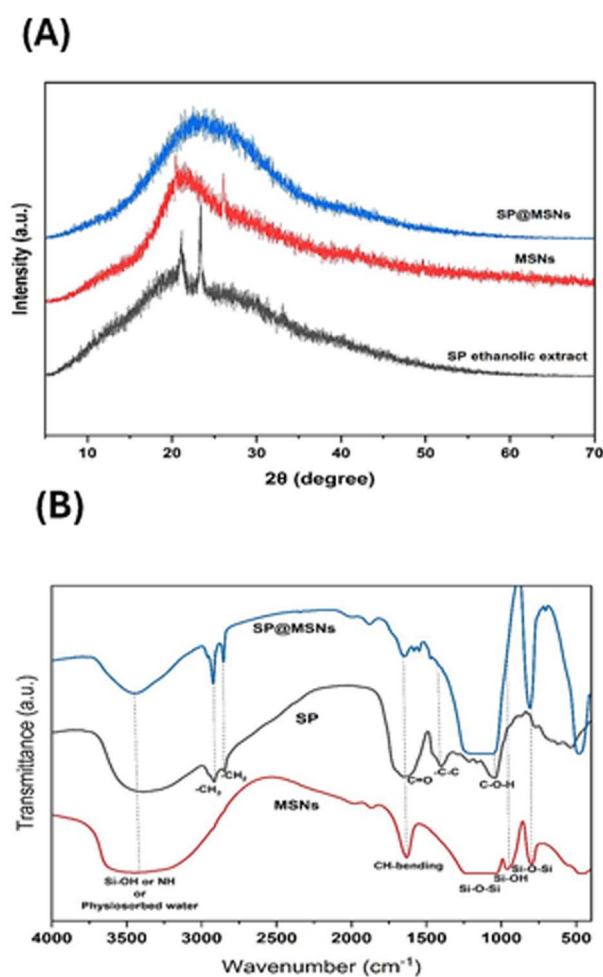 (A)
Intensity (a.u.)
SP@MSNs
MSNs
SP ethanolic extract
10 20 30 40 50 60 70
2θ (degree)
(B)
Transmittance (a.u.)
SP@MSNs
SP
-CH₃
-CH₂
C=O
-C-C
C-O-H
MSNs
Si-OH or NH
or
Physiosorbed water
CH-bending
Si-O-Si
Si-OH
Si-O-Si
4000 3500 3000 2500 2000 1500 1000 500
Wavenumber (cm⁻¹)